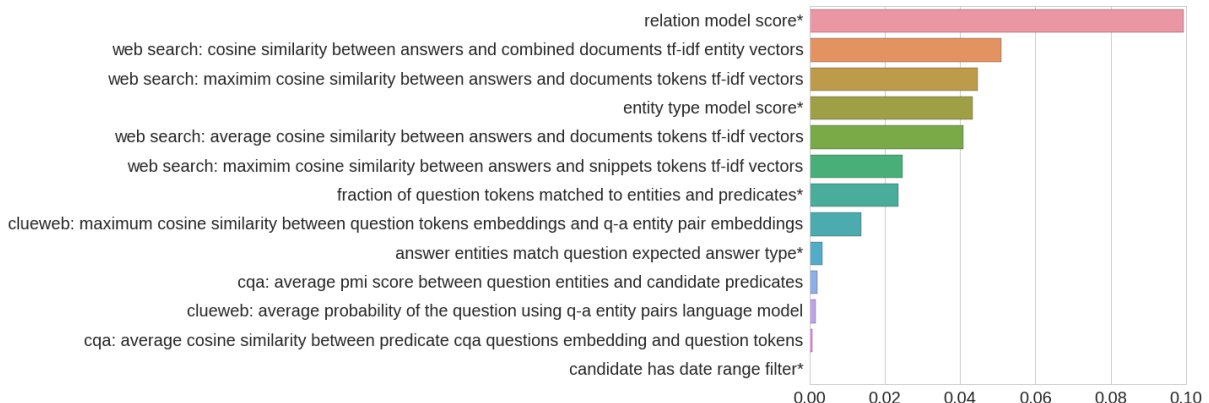 relation model score*
web search: cosine similarity between answers and combined documents tf-idf entity vectors
web search: maximim cosine similarity between answers and documents tokens tf-idf vectors
entity type model score*
web search: average cosine similarity between answers and documents tokens tf-idf vectors
web search: maximim cosine similarity between answers and snippets tokens tf-idf vectors
fraction of question tokens matched to entities and predicates*
clueweb: maximum cosine similarity between question tokens embeddings and q-a entity pair embeddings
answer entities match question expected answer type*
cqa: average pmi score between question entities and candidate predicates
clueweb: average probability of the question using q-a entity pairs language model
cqa: average cosine similarity between predicate cqa questions embedding and question tokens
candidate has date range filter*
0.00 0.02 0.04 0.06 0.08 0.10